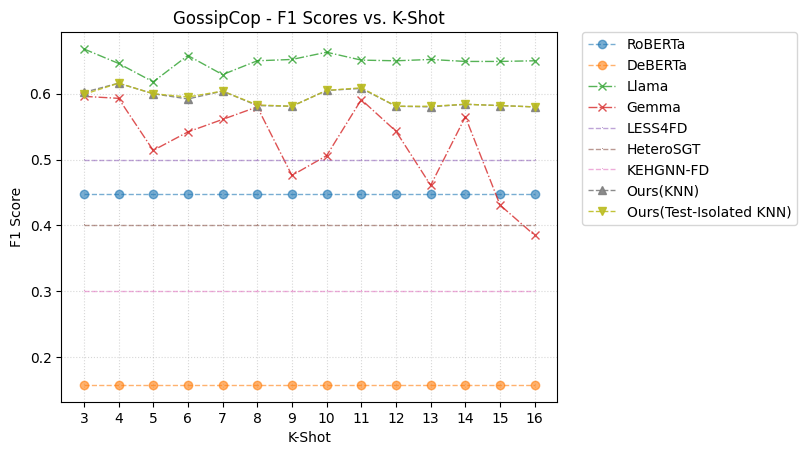 GossipCop - F1 Scores vs. K-Shot
F1 Score
0.6
0.5
0.4
0.3
0.2
3 4 5 6 7 8 9 10 11 12 13 14 15 16
K-Shot
RoBERTa
DeBERTa
Llama
Gemma
LESS4FD
HeteroSGT
KEHGNN-FD
Ours(KNN)
Ours(Test-Isolated KNN)